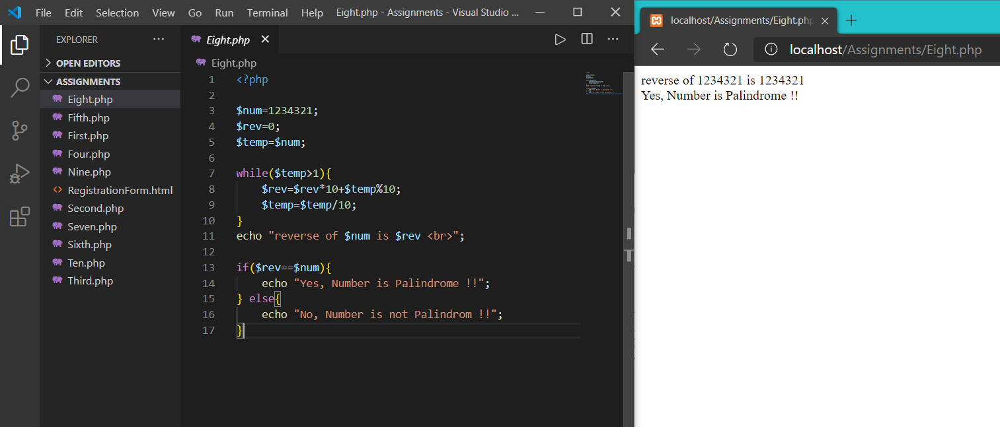 File Edit Selection View Go Run Terminal Help Eight.php - Assignments - Visual Studio ...
EXPLORER
OPEN EDITORS
ASSIGNMENTS
Eight.php
Fifth.php
First.php
Four.php
Nine.php
RegistrationForm.html
Second.php
Seven.php
Sixth.php
Ten.php
Third.php
Eight.php
Eight.php
1 <?php
2
3 $num=1234321;
4 $rev=0;
5 $temp=$num;
6
7 while($temp>1){
8     $rev=$rev*10+$temp%10;
9     $temp=$temp/10;
10 }
11 echo "reverse of $num is $rev <br>";
12
13 if($rev==$num){
14     echo "Yes, Number is Palindrome !!";
15 } else{
16     echo "No, Number is not Palindrom !!";
17 }
localhost/Assignments/Eight.php
localhost/Assignments/Eight.php
reverse of 1234321 is 1234321
Yes, Number is Palindrome !!